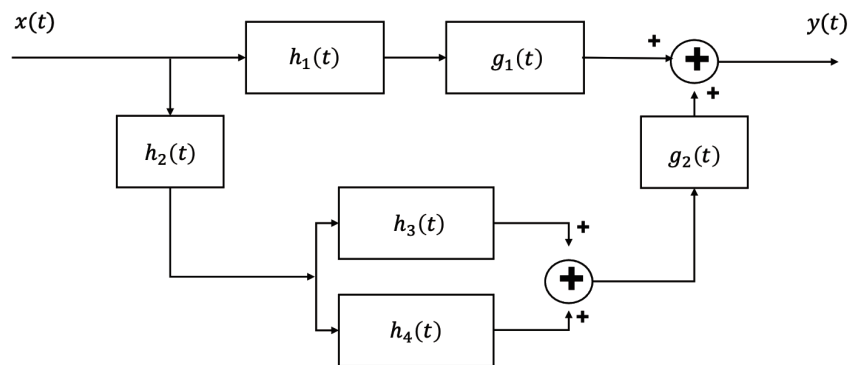 x(t)
y(t)
h₁(t)
g₁(t)
+
+
+
h₂(t)
g₂(t)
h₃(t)
+
+
h₄(t)
+